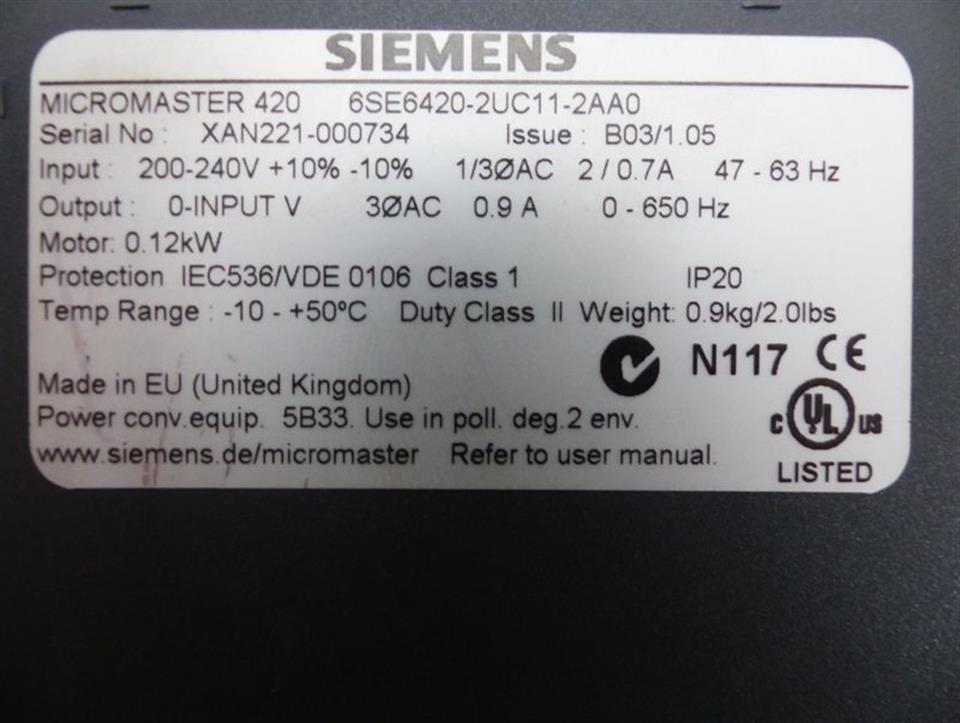 SIEMENS
MICROMASTER 420 6SE6420-2UC11-2AA0
Serial No : XAN221-000734 Issue : B03/1.05
Input : 200-240V +10% -10% 1/3ØAC 2 / 0.7A 47 - 63 Hz
Output : 0-INPUT V 3ØAC 0.9 A 0 - 650 Hz
Motor: 0.12kW
Protection IEC536/VDE 0106 Class 1 IP20
Temp Range : -10 - +50ºC Duty Class II Weight: 0.9kg/2.0lbs
N117 CE
Made in EU (United Kingdom)
Power conv.equip. 5B33. Use in poll. deg.2 env.
C UL US
www.siemens.de/micromaster Refer to user manual.
LISTED